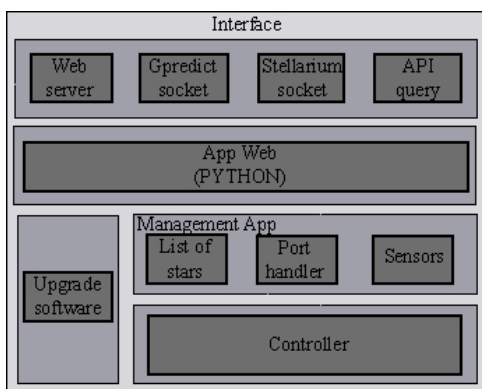 Interface
Web
server
Gpredict
socket
Stellarium
socket
API
query
App Web
(PYTHON)
Management App
List of
stars
Port
handler
Sensors
Upgrade
software
Controller